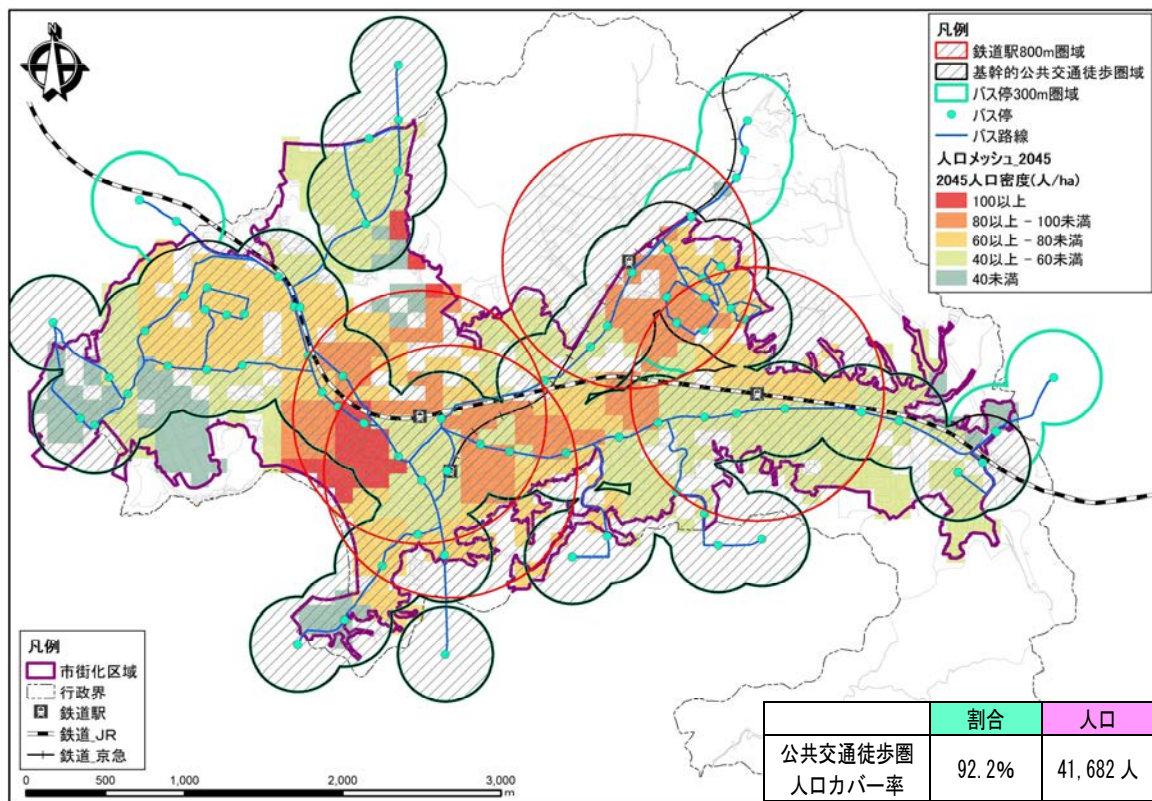 N
凡例
鉄道駅800m圏域
基幹的公共交通徒歩圏域
バス停300m圏域
バス停
バス路線
人口メッシュ_2045
2045人口密度(人/ha)
100以上
80以上 - 100未満
60以上 - 80未満
40以上 - 60未満
40未満
凡例
市街化区域
行政界
鉄道駅
鉄道_JR
鉄道_京急
0 500 1,000 2,000 3,000
m
割合 人口
公共交通徒歩圏
人口カバー率 92.2% 41,682 人